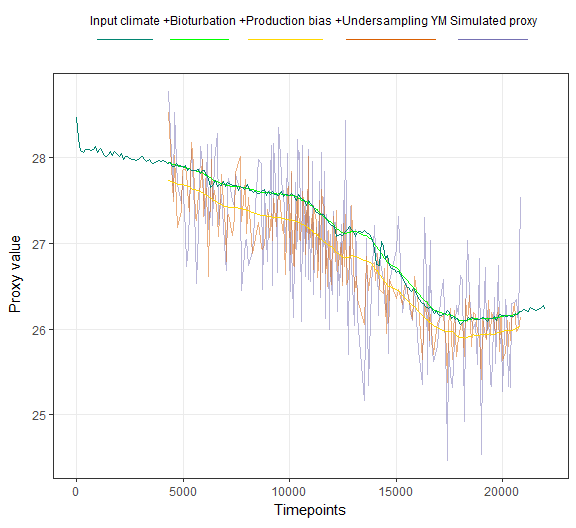 Input climate +Bioturbation +Production bias +Undersampling YM Simulated proxy
Proxy value
28
27
26
25
0 5000 10000 15000 20000
Timepoints